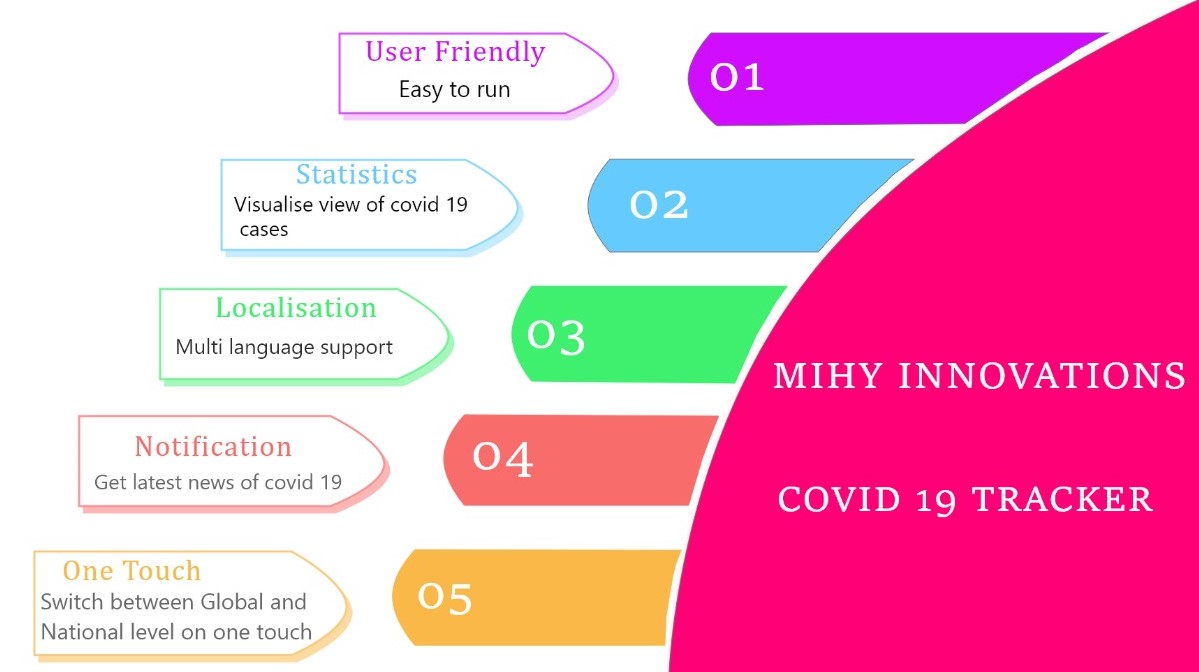 User Friendly
Easy to run
01
Statistics
Visualise view of covid 19
cases
02
Localisation
Multi language support
03
MIHY INNOVATIONS
Notification
Get latest news of covid 19
04
COVID 19 TRACKER
One Touch
Switch between Global and
National level on one touch
05